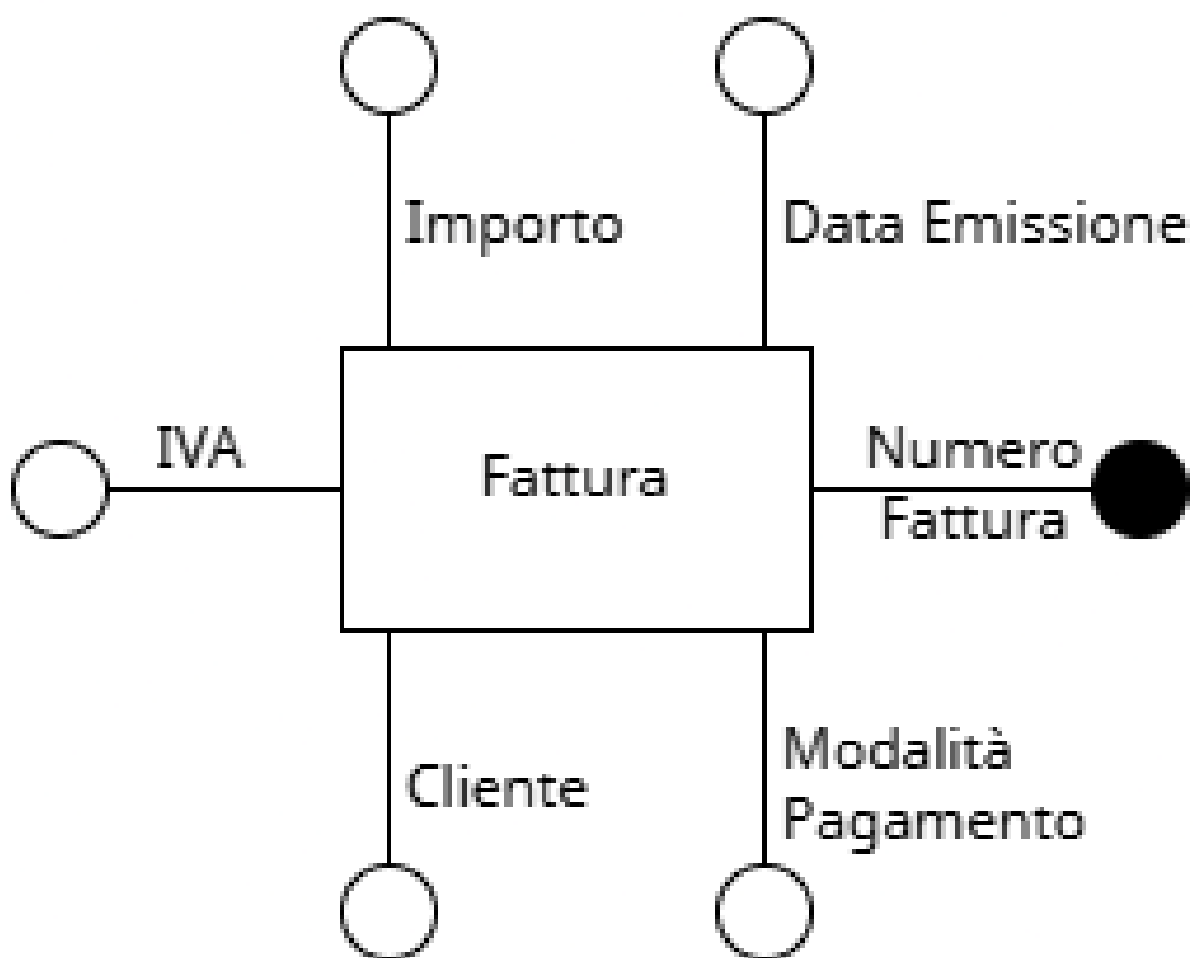 Importo
Data Emissione
IVA
Fattura
Numero
Fattura
Cliente
Modalità
Pagamento